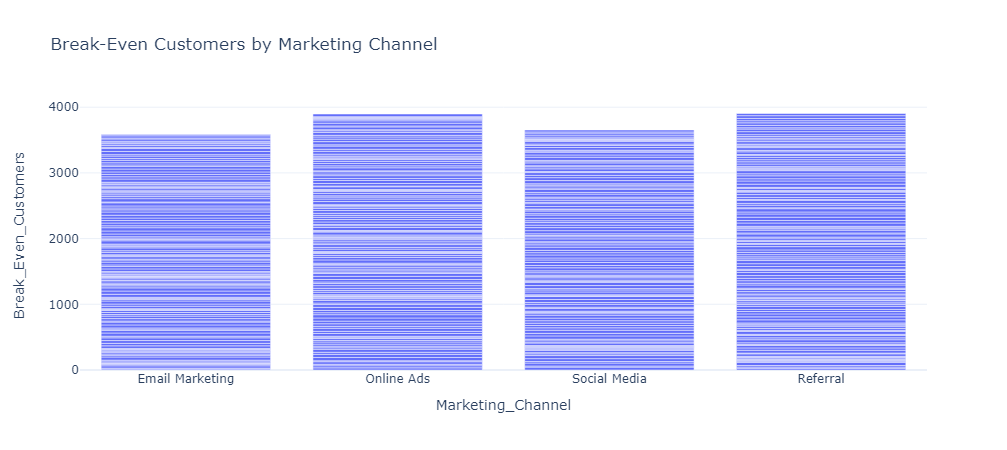 Break-Even Customers by Marketing Channel
4000
3000
2000
1000
0
Break_Even_Customers
Email Marketing
Online Ads
Social Media
Referral
Marketing_Channel